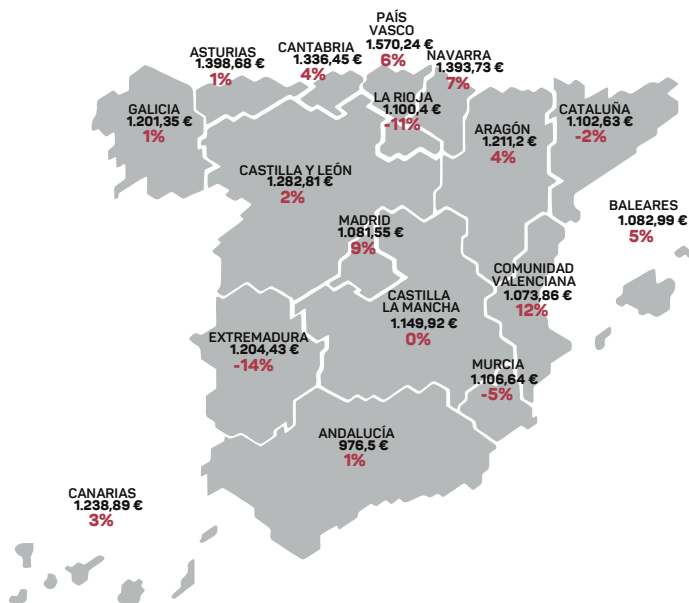 PAÍS
VASCO
1.570,24 €
6%
ASTURIAS
1.398,68 €
1%
CANTABRIA
1.336,45 €
4%
NAVARRA
1.393,73 €
7%
GALICIA
1.201,35 €
1%
LA RIOJA
1.100,4 €
-11%
ARAGÓN
1.211,2 €
4%
CATALUÑA
1.102,63 €
-2%
CASTILLA Y LEÓN
1.282,81 €
2%
BALEARES
1.082,99 €
5%
MADRID
1.081,55 €
9%
COMUNIDAD
VALENCIANA
1.073,86 €
12%
CASTILLA
LA MANCHA
1.149,92 €
0%
EXTREMADURA
1.204,43 €
-14%
MURCIA
1.106,64 €
-5%
ANDALUCÍA
976,5 €
1%
CANARIAS
1.238,89 €
3%